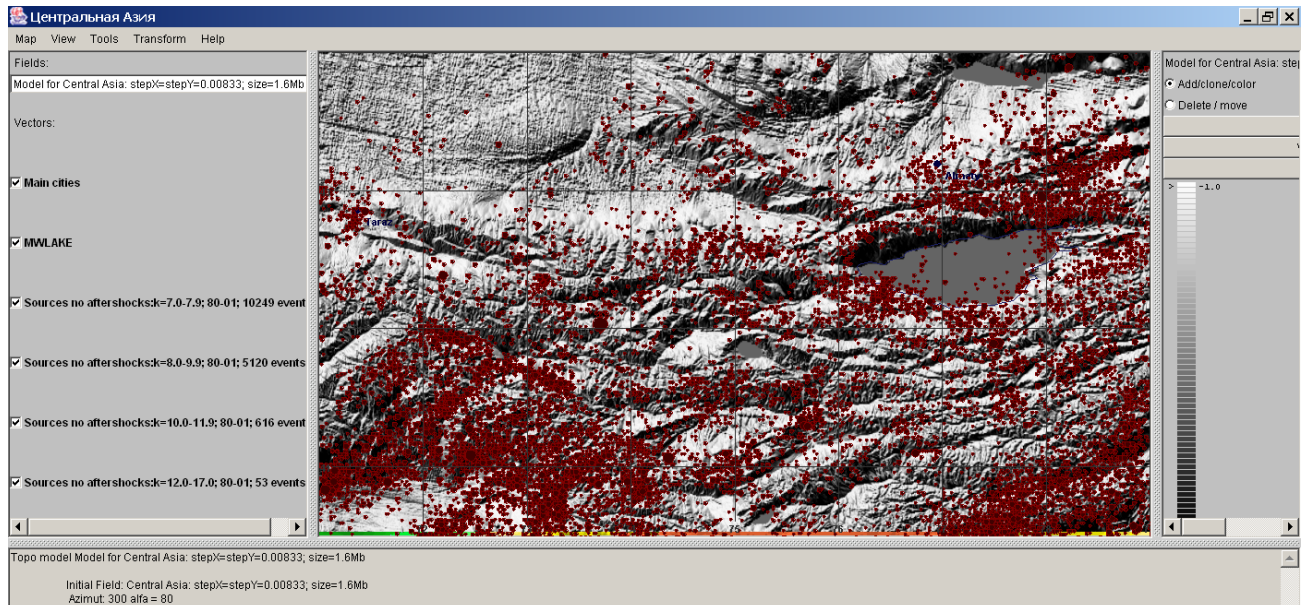 Центральная Азия
Map View Tools Transform Help
Fields:
Model for Central Asia: stepX=stepY=0.00833; size=1.6Mb
Vectors:
Main cities
MWLAKE
Sources no aftershocks:k=7.0-7.9; 80-01; 10249 event
Sources no aftershocks:k=8.0-9.9; 80-01; 5120 events
Sources no aftershocks:k=10.0-11.9; 80-01; 616 event
Sources no aftershocks:k=12.0-17.0; 80-01; 53 events
Almaty
Taraz
75
Model for Central Asia: step
Add/clone/color
Delete / move
> -1.0
Topo model Model for Central Asia: stepX=stepY=0.00833; size=1.6Mb
Initial Field: Central Asia: stepX=stepY=0.00833; size=1.6Mb
Azimut: 300 alfa = 80